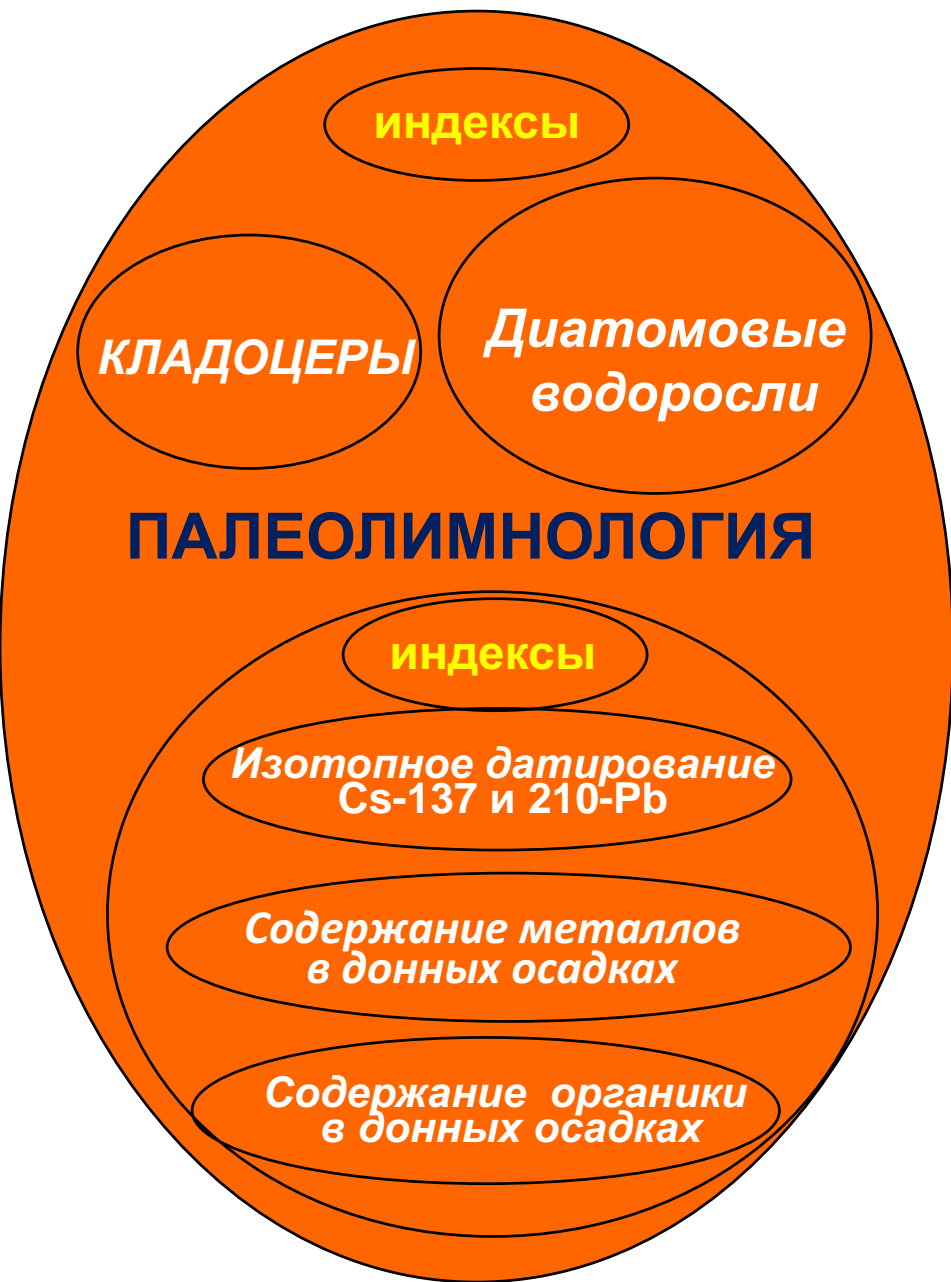 индексы
КЛАДОЦЕРЫ
Диатомовые
водоросли
ПАЛЕОЛИМНОЛОГИЯ
индексы
Изотопное датирование
Cs-137 и 210-Pb
Содержание металлов
в донных осадках
Содержание органики
в донных осадках